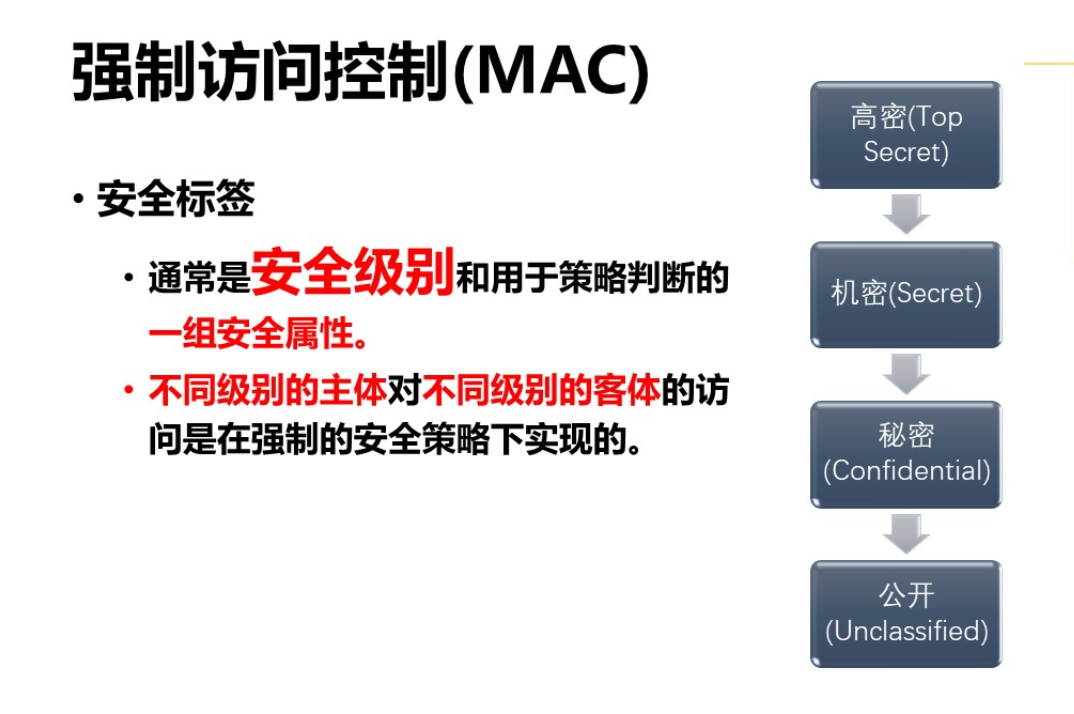 强制访问控制(MAC)
• 安全标签
• 通常是安全级别和用于策略判断的
一组安全属性。
• 不同级别的主体对不同级别的客体的访
问是在强制的安全策略下实现的。
高密(Top
Secret)
机密(Secret)
秘密
(Confidential)
公开
(Unclassified)